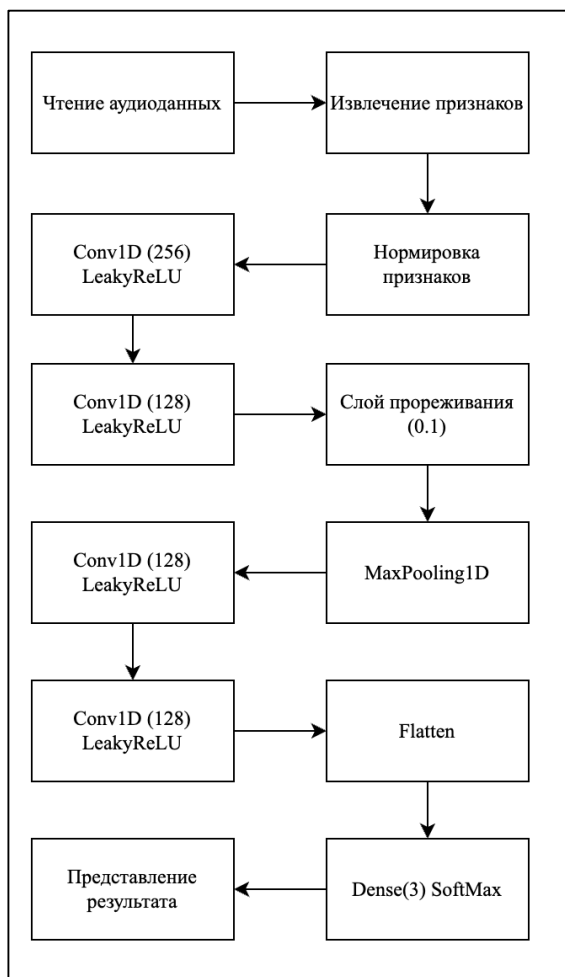 Чтение аудиоданных
Извлечение признаков
Нормировка
признаков
Conv1D (256)
LeakyReLU
Conv1D (128)
LeakyReLU
Слой прореживания
(0.1)
MaxPooling1D
Conv1D (128)
LeakyReLU
Conv1D (128)
LeakyReLU
Flatten
Dense(3) SoftMax
Представление
результата